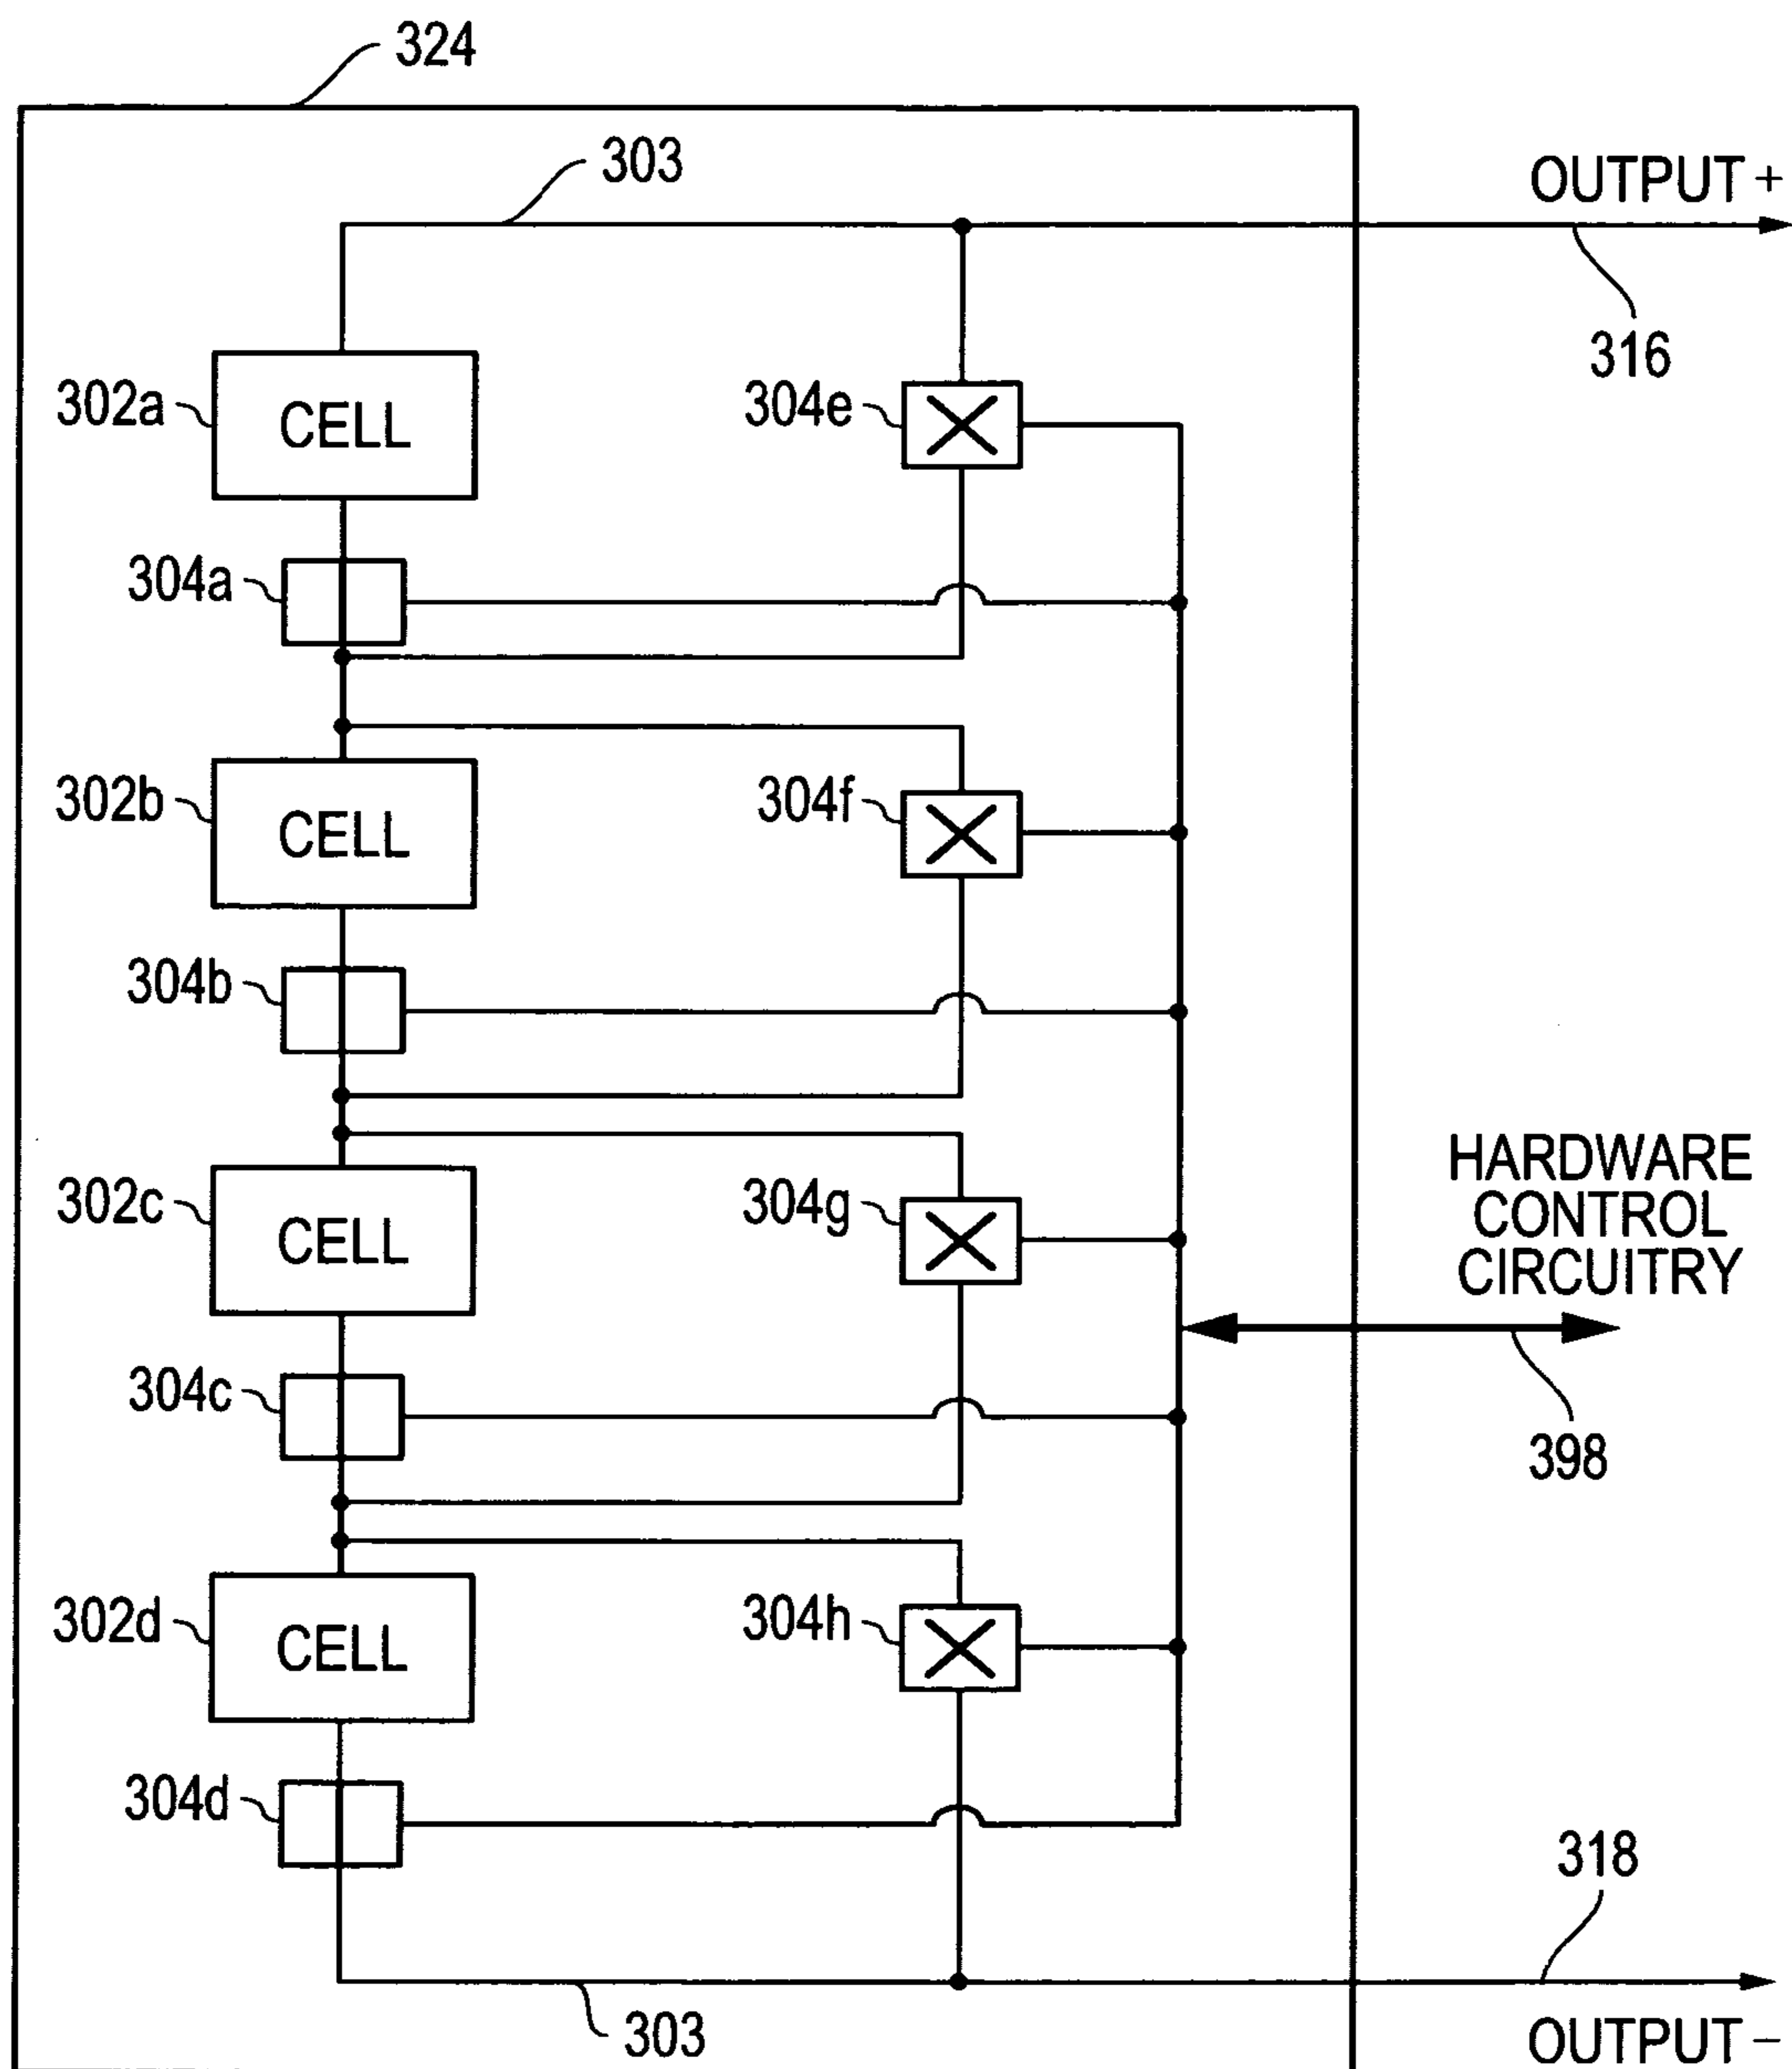 324
303
OUTPUT +
316
302a
CELL
304e
304a
302b
CELL
304f
304b
HARDWARE
CONTROL
CIRCUITRY
302c
CELL
304g
304c
398
302d
CELL
304h
304d
318
303
OUTPUT −